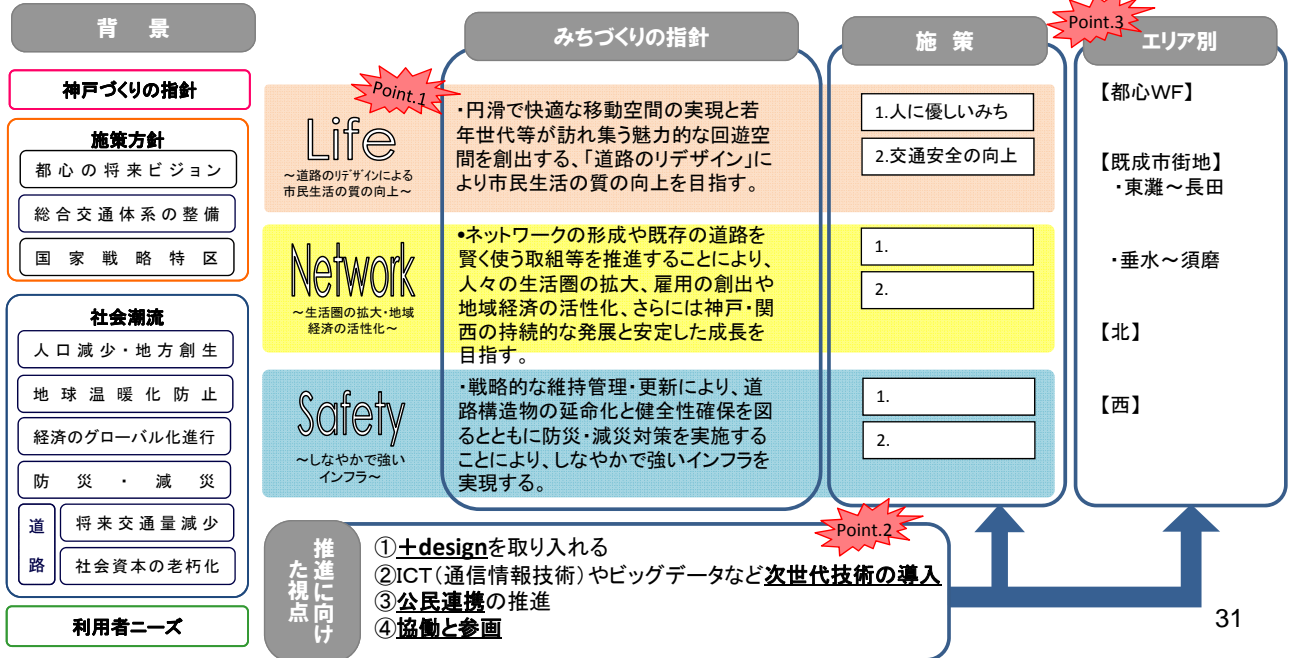 背 景
神戸づくりの指針
施策方針
都心の将来ビジョン
総合交通体系の整備
国家戦略特区
社会潮流
人口減少・地方創生
地球温暖化防止
経済のグローバル化進行
防災・減災
道路
将来交通量減少
社会資本の老朽化
利用者ニーズ
みちづくりの指針
施 策
Point.3
エリア別
Point.1
Life
～道路のリデザインによる
市民生活の質の向上～
・円滑で快適な移動空間の実現と若
年世代等が訪れ集う魅力的な回遊空
間を創出する、「道路のリデザイン」に
より市民生活の質の向上を目指す。
1.人に優しいみち
2.交通安全の向上
Network
～生活圏の拡大・地域
経済の活性化～
•ネットワークの形成や既存の道路を
賢く使う取組等を推進することにより、
人々の生活圏の拡大、雇用の創出や
地域経済の活性化、さらには神戸・関
西の持続的な発展と安定した成長を
目指す。
1.
2.
Safety
～しなやかで強い
インフラ～
・戦略的な維持管理・更新により、道
路構造物の延命化と健全性確保を図
るとともに防災・減災対策を実施する
ことにより、しなやかで強いインフラを
実現する。
1.
2.
【都心WF】
【既成市街地】
・東灘～長田
・垂水～須磨
【北】
【西】
推進に向け
た視点
Point.2
①＋designを取り入れる
②ICT（通信情報技術）やビッグデータなど次世代技術の導入
③公民連携の推進
④協働と参画
31